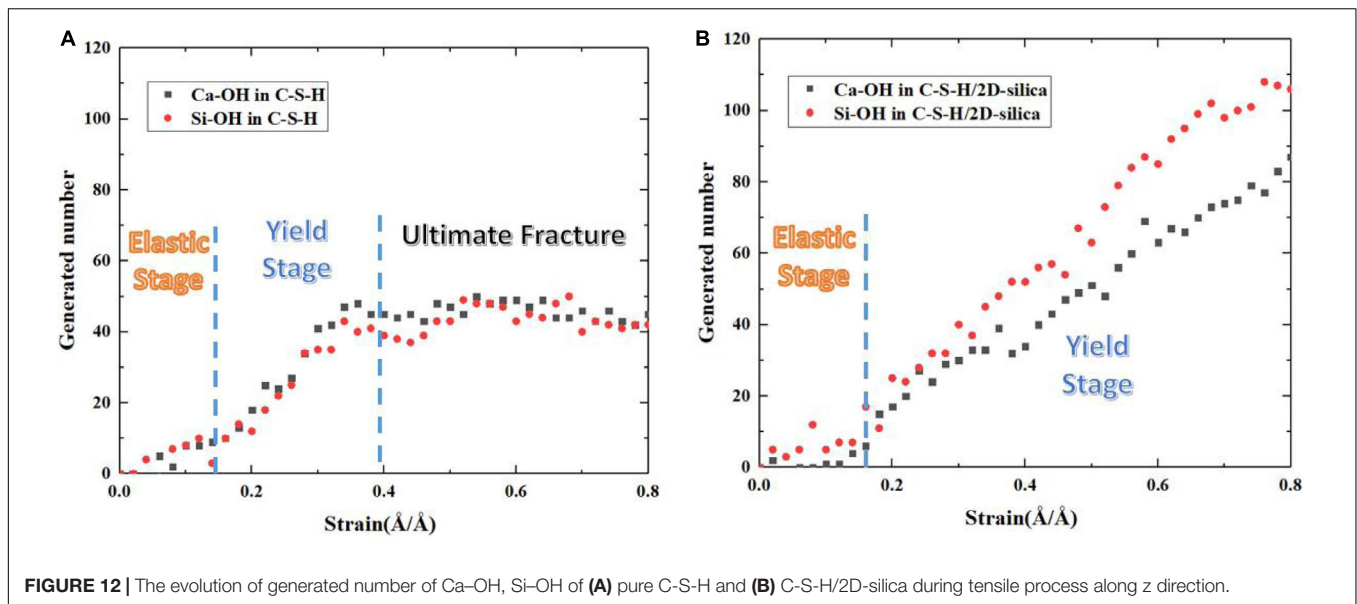 A
120
100
80
60
40
20
0
Generated number
Ca-OH in C-S-H
Si-OH in C-S-H
Elastic
Stage
Yield
Stage
Ultimate Fracture
0.0 0.2 0.4 0.6 0.8
Strain(Å/Å)
B
120
100
80
60
40
20
0
Generated number
Ca-OH in C-S-H/2D-silica
Si-OH in C-S-H/2D-silica
Elastic
Stage
Yield
Stage
0.0 0.2 0.4 0.6 0.8
Strain(Å/Å)
FIGURE 12 | The evolution of generated number of Ca–OH, Si–OH of (A) pure C-S-H and (B) C-S-H/2D-silica during tensile process along z direction.